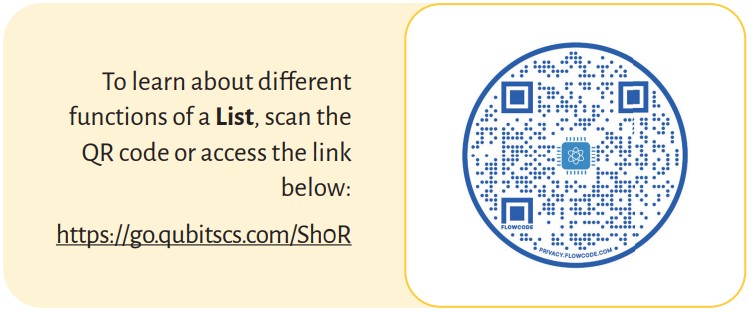 To learn about different
functions of a List, scan the
QR code or access the link
below:
https://go.qubitscs.com/Sh0R
FLOWCODE
PRIVACY.FLOWCODE.COM